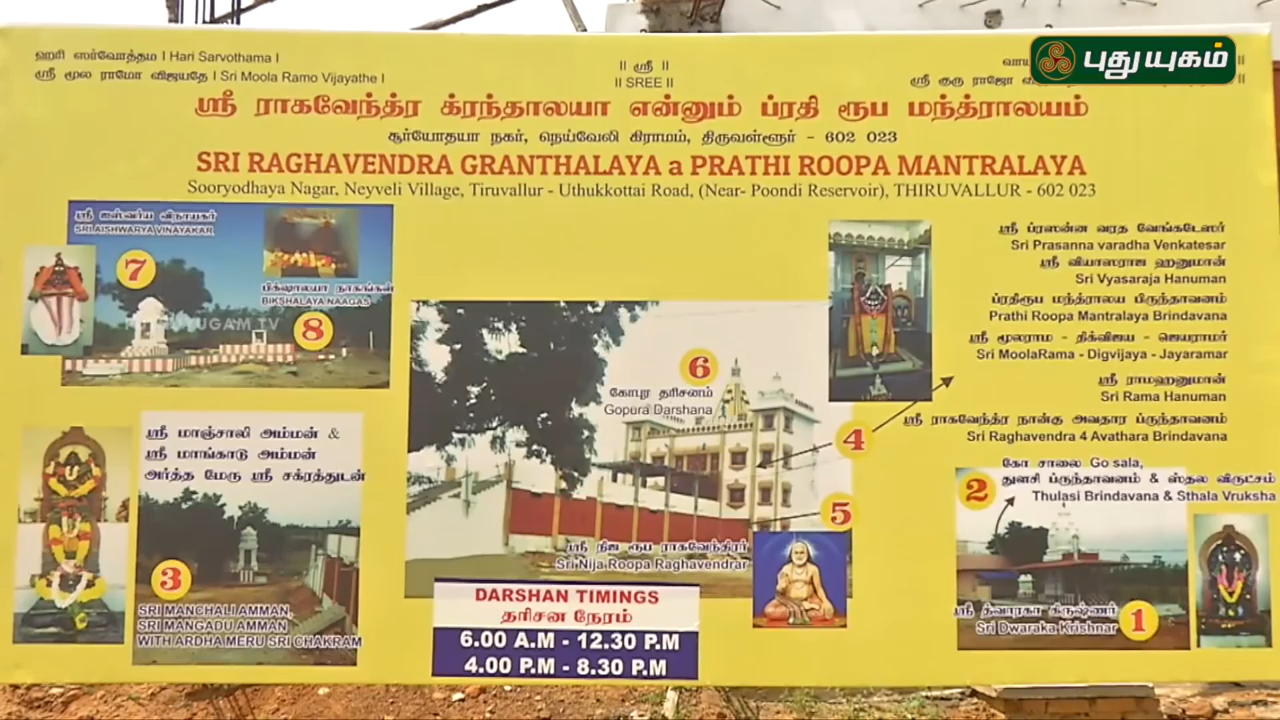 ஹரி ஸர்வோத்தம । Hari Sarvothama ।
ஸ்ரீ மூல ராமோ விஜயதே । Sri Moola Ramo Vijayathe ।
॥ ஸ்ரீ ॥
॥ SREE ॥
வாயு
ஸ்ரீ குரு ராஜோ
புதுயுகம்
ஸ்ரீ ராகவேந்த்ர க்ரந்தாலயா என்னும் ப்ரதி ரூப மந்த்ராலயம்
சூர்யோதயா நகர், நெய்வேலி கிராமம், திருவள்ளூர் - 602 023
SRI RAGHAVENDRA GRANTHALAYA a PRATHI ROOPA MANTRALAYA
Sooryodhaya Nagar, Neyveli Village, Tiruvallur - Uthukkottai Road, (Near- Poondi Reservoir), THIRUVALLUR - 602 023
ஸ்ரீ ஐஸ்வர்ய விநாயகர்
SRI AISHWARYA VINAYAKAR
7
பிக்ஷாலயா நாகங்கள்
BIKSHALAYA NAAGAS
8
YUGAM TV
ஸ்ரீ ப்ரஸன்ன வரத வேங்கடேஸர்
Sri Prasanna varadha Venkatesar
ஸ்ரீ வியாஸராஜ ஹனுமான்
Sri Vyasaraja Hanuman
ப்ரதிரூப மந்த்ராலய பிருந்தாவனம்
Prathi Roopa Mantralaya Brindavana
ஸ்ரீ மூலராம - திக்விஜய - ஜெயராமர்
Sri MoolaRama - Digvijaya - Jayaramar
ஸ்ரீ ராமஹனுமான்
Sri Rama Hanuman
ஸ்ரீ ராகவேந்த்ர நான்கு அவதார ப்ருந்தாவனம்
Sri Raghavendra 4 Avathara Brindavana
6
கோபுர தரிசனம்
Gopura Darshana
4
5
ஸ்ரீ நிஜ ரூப ராகவேந்திரர்
Sri Nija Roopa Raghavendrar
ஸ்ரீ மாஞ்சாலி அம்மன் &
ஸ்ரீ மாங்காடு அம்மன்
அர்த்த மேரு ஸ்ரீ சக்ரத்துடன்
3
SRI MANCHALI AMMAN,
SRI MANGADU AMMAN
WITH ARDHA MERU SRI CHAKRAM
கோ சாலை Go sala,
துளசி ப்ருந்தாவனம் & ஸ்தல விருட்சம்
Thulasi Brindavana & Sthala Vruksha
2
ஸ்ரீ த்வாரகா கிருஷ்ணர்
Sri Dwaraka Krishnar
1
DARSHAN TIMINGS
தரிசன நேரம்
6.00 A.M - 12.30 P.M
4.00 P.M - 8.30 P.M